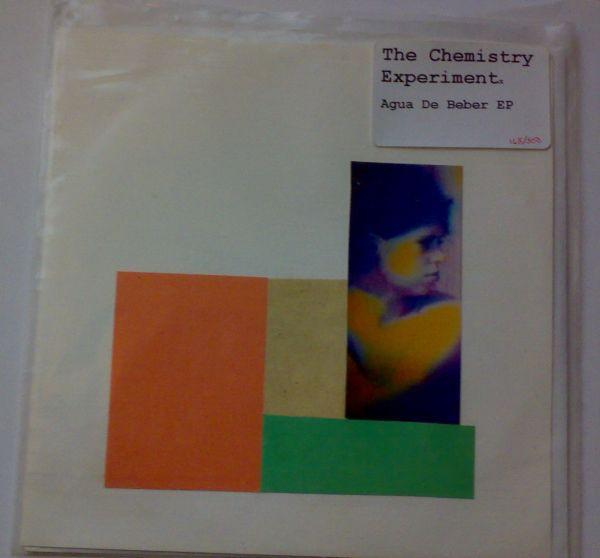 The Chemistry
Experiment.
Agua De Beber EP